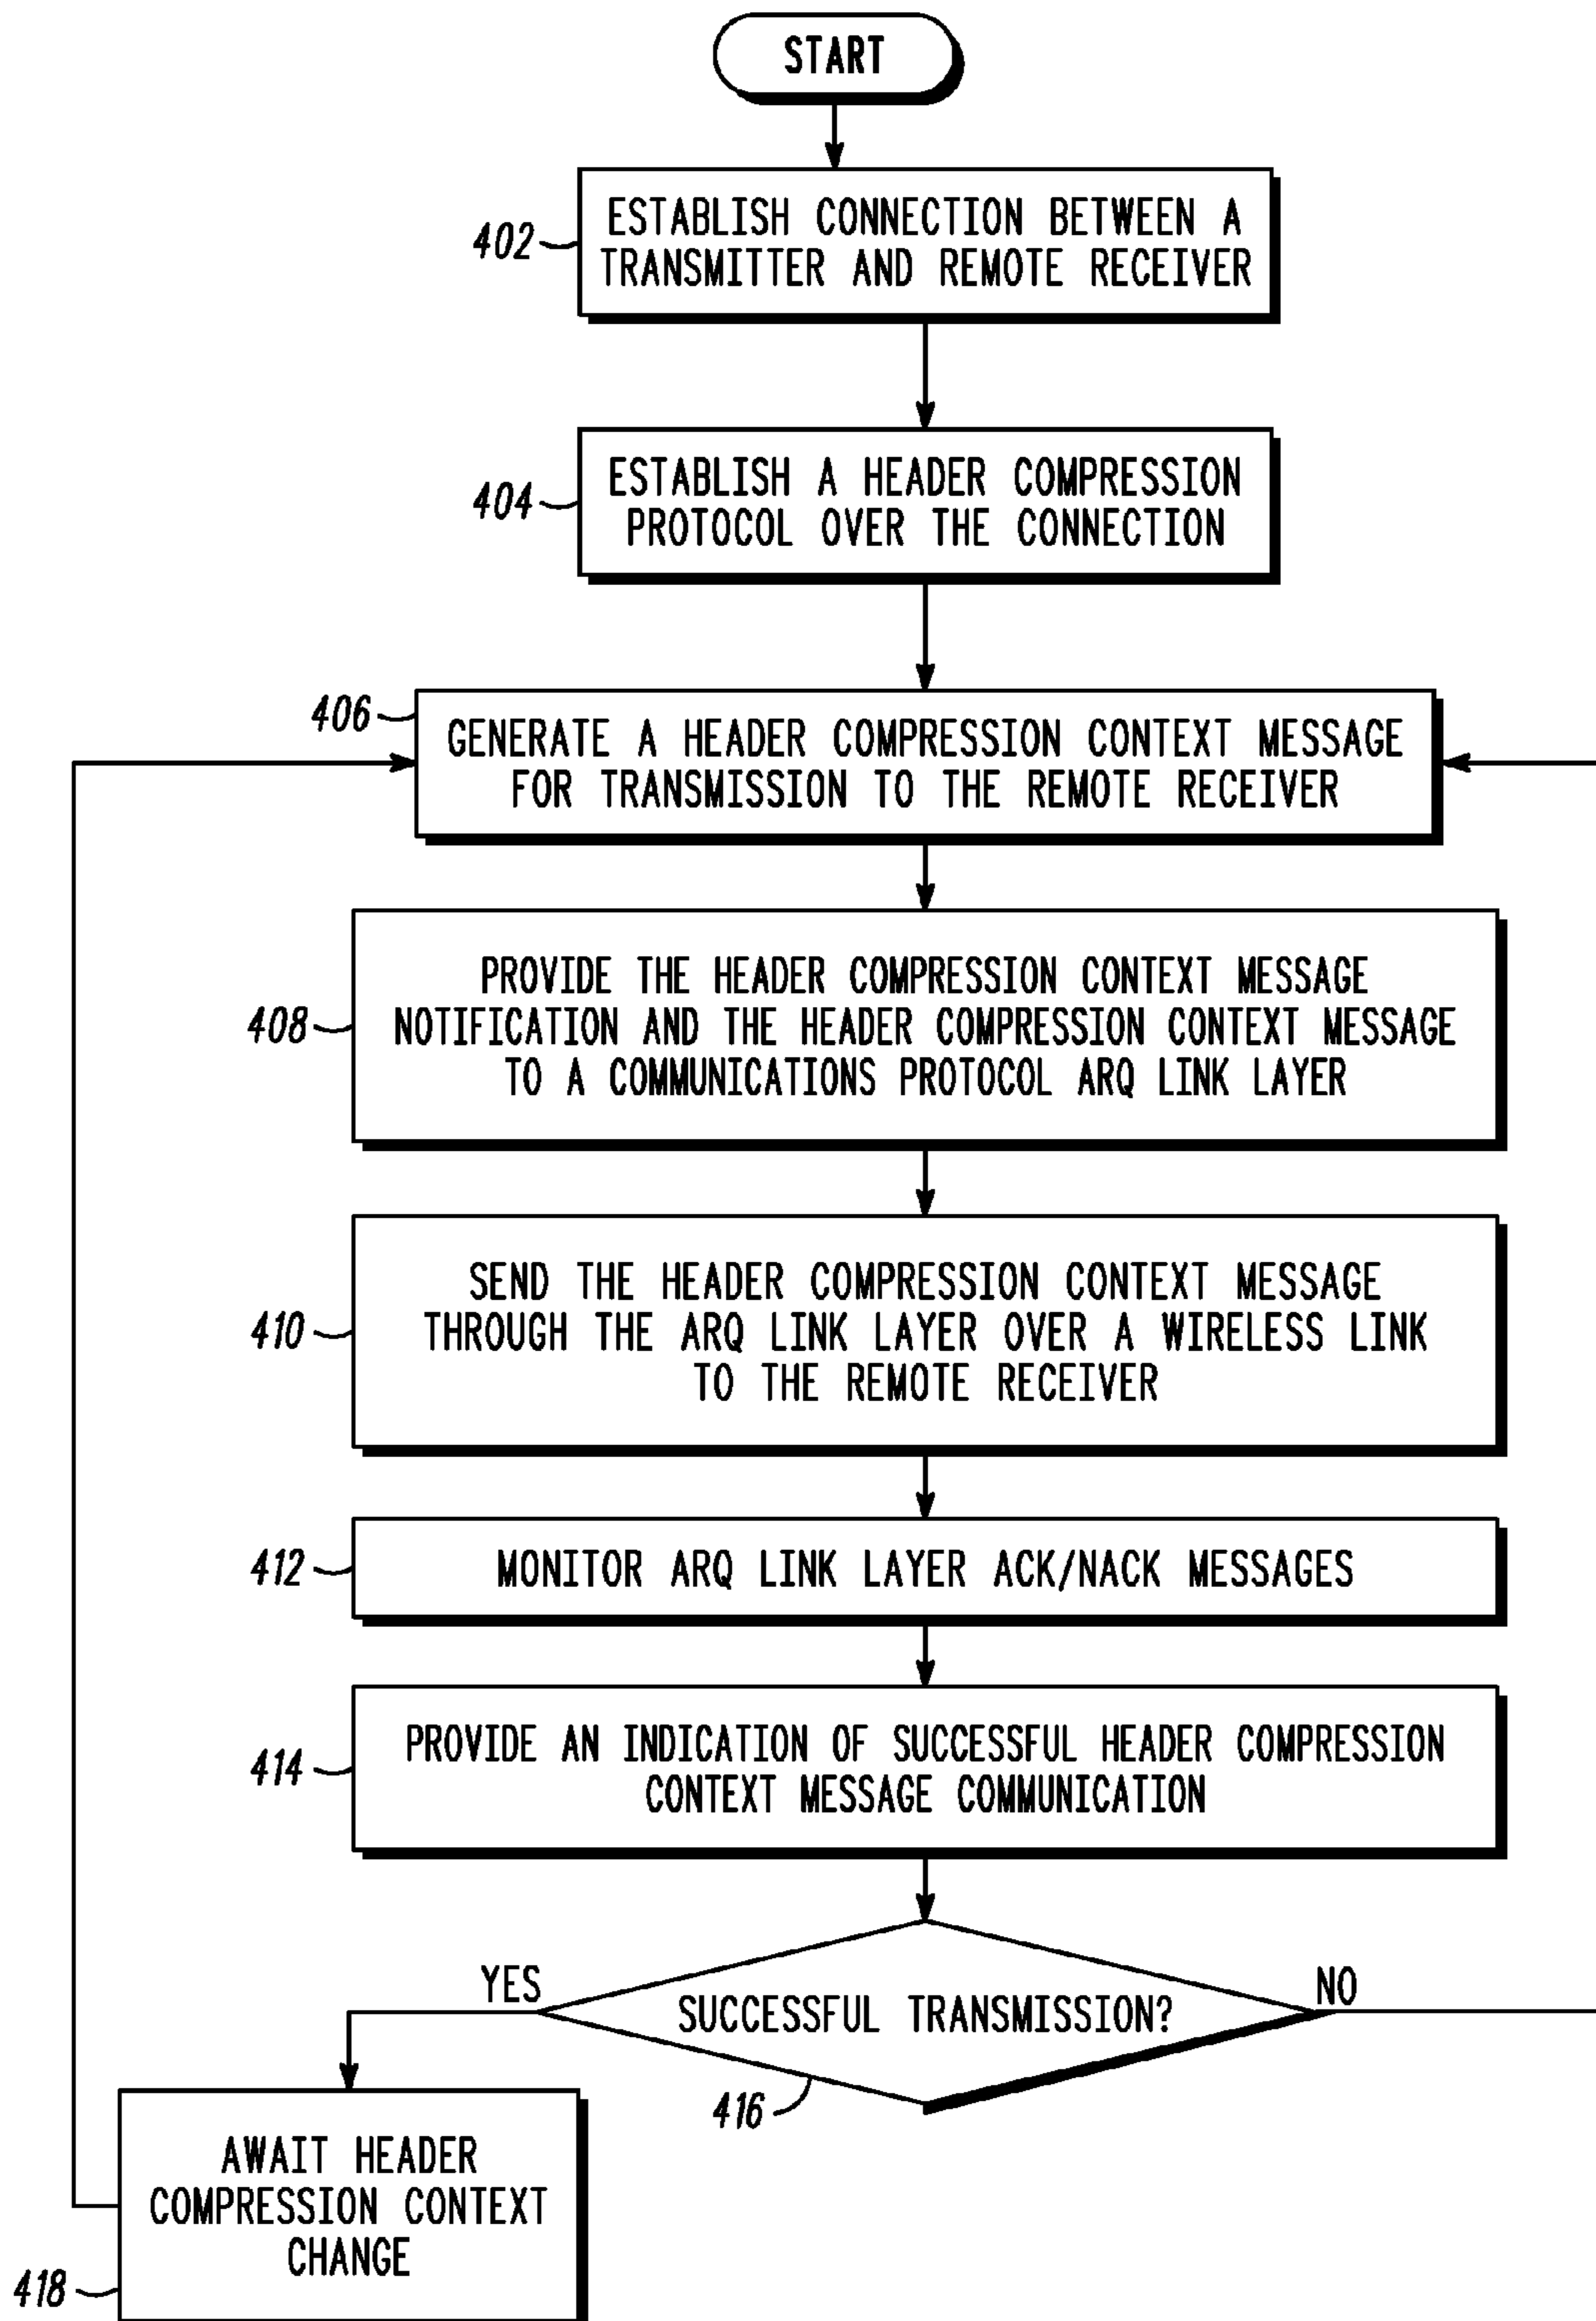 START
402
ESTABLISH CONNECTION BETWEEN A
TRANSMITTER AND REMOTE RECEIVER
404
ESTABLISH A HEADER COMPRESSION
PROTOCOL OVER THE CONNECTION
406
GENERATE A HEADER COMPRESSION CONTEXT MESSAGE
FOR TRANSMISSION TO THE REMOTE RECEIVER
408
PROVIDE THE HEADER COMPRESSION CONTEXT MESSAGE
NOTIFICATION AND THE HEADER COMPRESSION CONTEXT MESSAGE
TO A COMMUNICATIONS PROTOCOL ARQ LINK LAYER
410
SEND THE HEADER COMPRESSION CONTEXT MESSAGE
THROUGH THE ARQ LINK LAYER OVER A WIRELESS LINK
TO THE REMOTE RECEIVER
412
MONITOR ARQ LINK LAYER ACK/NACK MESSAGES
414
PROVIDE AN INDICATION OF SUCCESSFUL HEADER COMPRESSION
CONTEXT MESSAGE COMMUNICATION
YES
SUCCESSFUL TRANSMISSION?
NO
416
AWAIT HEADER
COMPRESSION CONTEXT
CHANGE
418